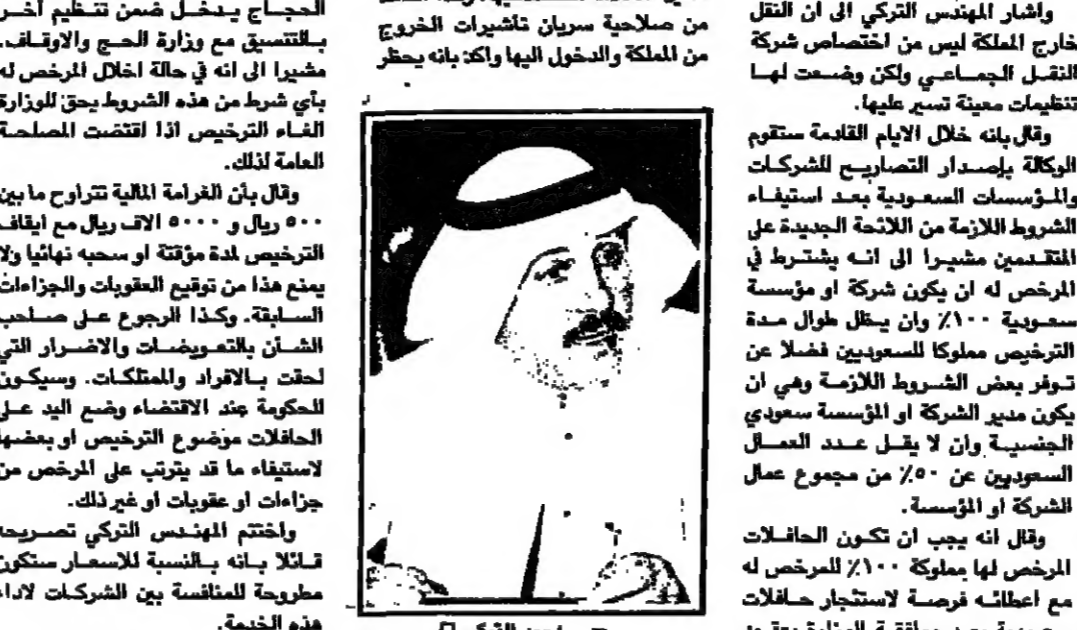 وأشار المهندس التركي الى ان النقل
خارج المملكة ليس من اختصاص شركة
النقل الجماعي ولكن وضعت لها
تنظيمات معينة تسير عليها.
وقال بانه خلال الايام القادمة ستقوم
الوكالة بإصدار التصاريح للشركات
والمؤسسات السعودية بعد استيفاء
الشروط اللازمة من اللائحة الجديدة على
المتقدمين مشيرا الى انه يشترط في
المرخص له ان يكون شركة او مؤسسة
سعودية ١٠٠٪ وان يظل طوال مدة
الترخيص مملوكا للسعوديين فضلا عن
توفر بعض الشروط اللازمة وهي ان
يكون مدير الشركة او المؤسسة سعودي
الجنسية وان لا يقل عدد العمال
السعوديين عن ٥٠٪ من مجموع عمال
الشركة او المؤسسة.
وقال انه يجب ان تكون الحافلات
المرخص لها مملوكة ١٠٠٪ للمرخص له
مع اعطائه فرصة لاستئجار حافلات
من صلاحية سريان تأشيرات الخروج
من المملكة والدخول اليها واكد بانه يحظر
الحجاج يدخل ضمن تنظيم آخر
بالتنسيق مع وزارة الحج والاوقاف.
مشيرا الى انه في حالة اخلال المرخص له
بأي شرط من هذه الشروط يحق للوزارة
الغاء الترخيص اذا اقتضت المصلحة
العامة لذلك.
وقال بأن الغرامة المالية تتراوح ما بين
٥٠٠ ريال و ٥٠٠٠ الاف ريال مع ايقاف
الترخيص لمدة مؤقتة او سحبه نهائيا ولا
يمنع هذا من توقيع العقوبات والجزاءات
السابقة. وكذا الرجوع على صاحب
الشأن بالتعويضات والاضرار التي
لحقت بالافراد والممتلكات. وسيكون
للحكومة عند الاقتضاء وضع اليد على
الحافلات موضوع الترخيص او بعضها
لاستيفاء ما قد يترتب على المرخص من
جزاءات او عقوبات او غير ذلك.
واختتم المهندس التركي تصريحه
قائلا بانه بالنسبة للاسعار ستكون
مطروحة للمنافسة بين الشركات لاداء
هذه الخدمة.